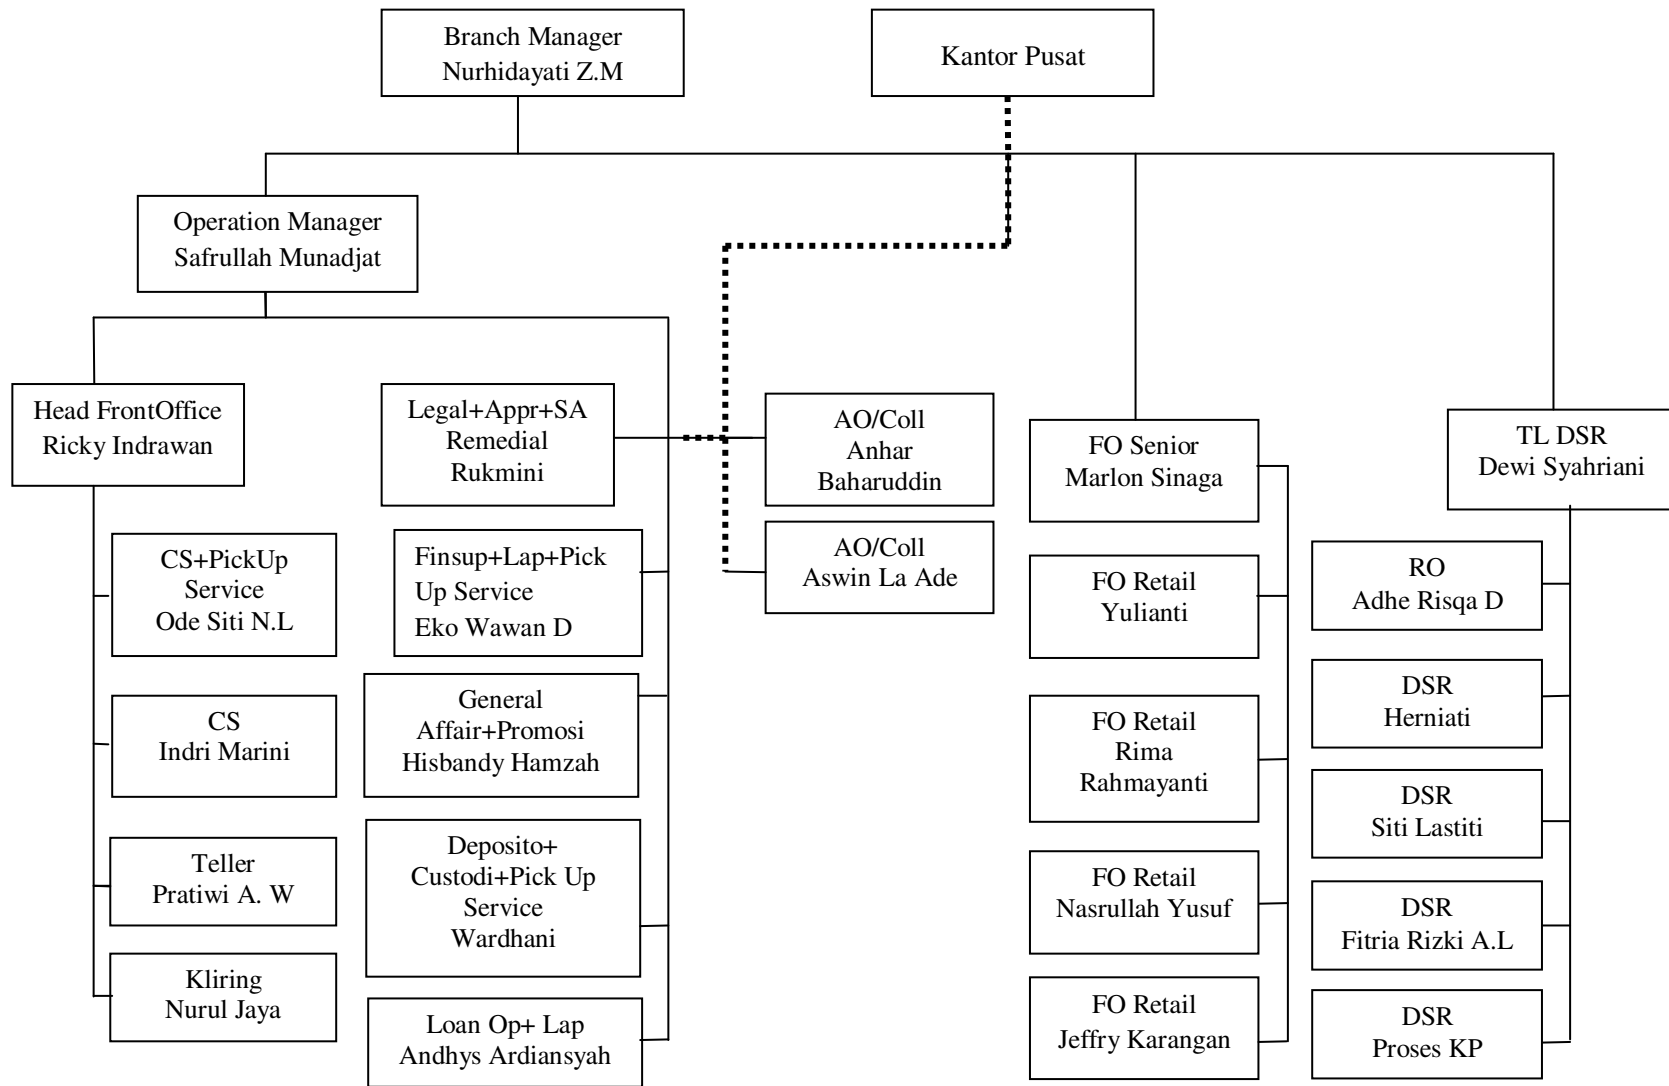 Branch Manager
Nurhidayati Z.M
Kantor Pusat
Operation Manager
Safrullah Munadjat
Head FrontOffice
Ricky Indrawan
Legal+Appr+SA
Remedial
Rukmini
AO/Coll
Anhar
Baharuddin
FO Senior
Marlon Sinaga
TL DSR
Dewi Syahriani
CS+PickUp
Service
Ode Siti N.L
Finsup+Lap+Pick
Up Service
Eko Wawan D
AO/Coll
Aswin La Ade
FO Retail
Yulianti
RO
Adhe Risqa D
CS
Indri Marini
General
Affair+Promosi
Hisbandy Hamzah
FO Retail
Rima
Rahmayanti
DSR
Herniati
DSR
Siti Lastiti
Teller
Pratiwi A. W
Deposito+
Custodi+Pick Up
Service
Wardhani
FO Retail
Nasrullah Yusuf
DSR
Fitria Rizki A.L
Kliring
Nurul Jaya
Loan Op+ Lap
Andhys Ardiansyah
FO Retail
Jeffry Karangan
DSR
Proses KP